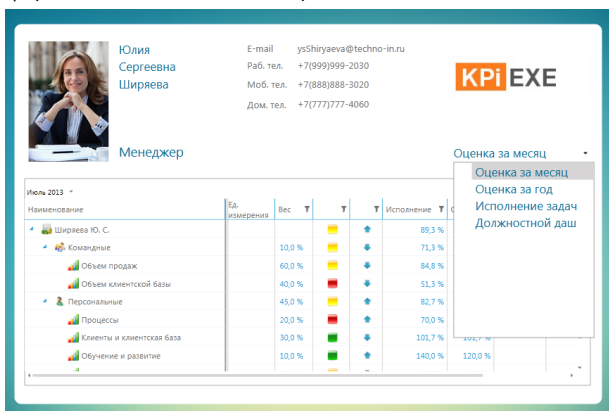 Юлия
Сергеевна
Ширяева
E-mail ysShiryaeva@techno-in.ru
Раб. тел. +7(999)999-2030
Моб. тел. +7(888)888-3020
Дом. тел. +7(777)777-4060
KPi EXE
Менеджер
Оценка за месяц
Оценка за месяц
Оценка за год
Исполнение задач
Должностной даш
Июль 2013
Наименование Ед. измерения Вес Исполнение
Ширяева Ю. С. 89,3 %
Командные 10,0 % 71,3 %
Объем продаж 60,0 % 84,8 %
Объем клиентской базы 40,0 % 51,3 %
Персональные 45,0 % 82,7 %
Процессы 20,0 % 70,0 %
Клиенты и клиентская база 30,0 % 101,7 %
Обучение и развитие 10,0 % 140,0 % 120,0 %